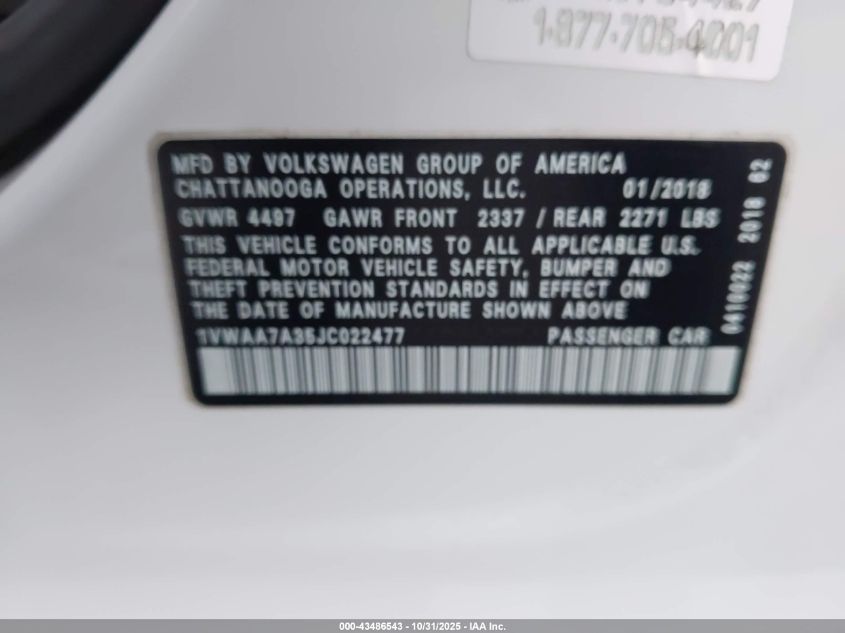 1-877-705-4001
MFD BY VOLKSWAGEN GROUP OF AMERICA
CHATTANOOGA OPERATIONS, LLC. 01/2018
GVWR 4497 GAWR FRONT 2337 / REAR 2271 LBS
THIS VEHICLE CONFORMS TO ALL APPLICABLE U.S.
FEDERAL MOTOR VEHICLE SAFETY, BUMPER AND
THEFT PREVENTION STANDARDS IN EFFECT ON
THE DATE OF MANUFACTURE SHOWN ABOVE
1VWAA7A35JC022477 PASSENGER CAR
0410022 2018 62
000-43486543 - 10/31/2025 - IAA Inc.